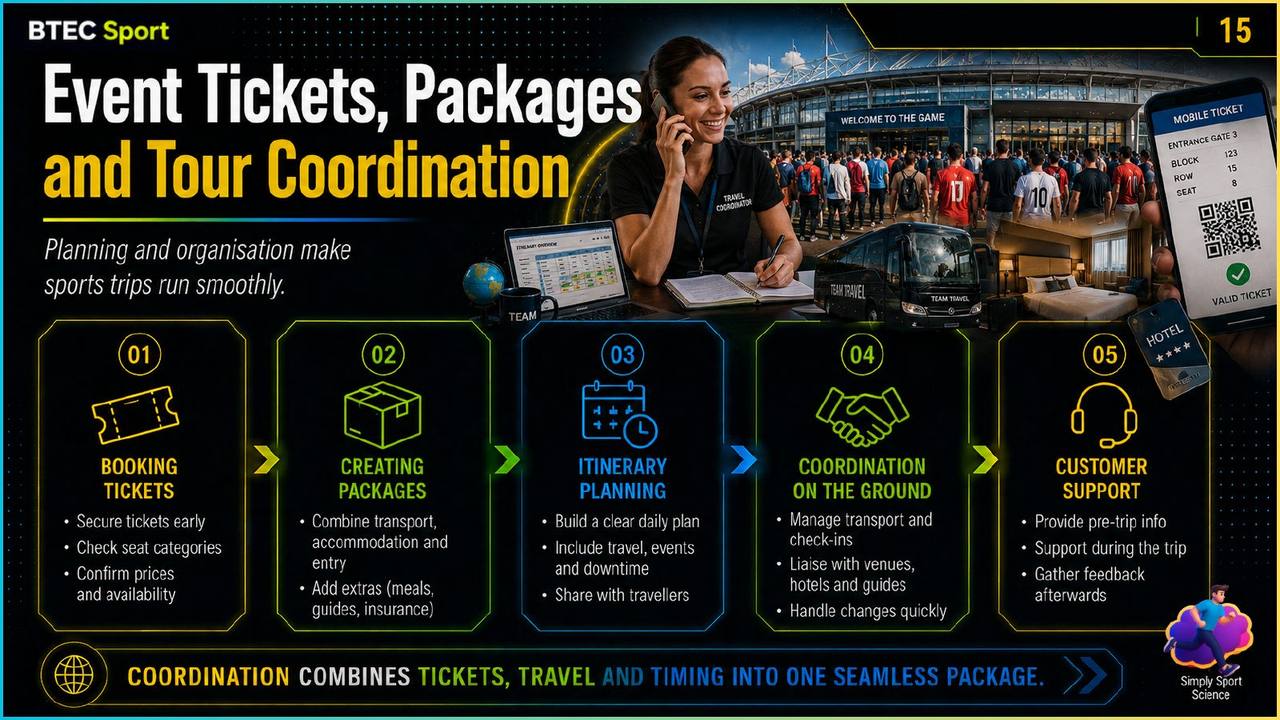 BTEC Sport
15
Event Tickets, Packages
and Tour Coordination
Planning and organisation make
sports trips run smoothly.
WELCOME TO THE GAME
TRAVEL
COORDINATOR
ITINERARY OVERVIEW
TEAM
TEAM TRAVEL
TEAM TRAVEL
17
10
MOBILE TICKET
ENTRANCE GATE 3
BLOCK 123
ROW 15
SEAT 8
VALID TICKET
HOTEL
★★★★
01
BOOKING
TICKETS
• Secure tickets early
• Check seat categories
• Confirm prices
and availability
02
CREATING
PACKAGES
• Combine transport,
accommodation and
entry
• Add extras (meals,
guides, insurance)
03
ITINERARY
PLANNING
• Build a clear daily plan
• Include travel, events
and downtime
• Share with travellers
04
COORDINATION
ON THE GROUND
• Manage transport and
check-ins
• Liaise with venues,
hotels and guides
• Handle changes quickly
05
CUSTOMER
SUPPORT
• Provide pre-trip info
• Support during the trip
• Gather feedback
afterwards
COORDINATION COMBINES TICKETS, TRAVEL AND TIMING INTO ONE SEAMLESS PACKAGE.
Simply Sport
Science